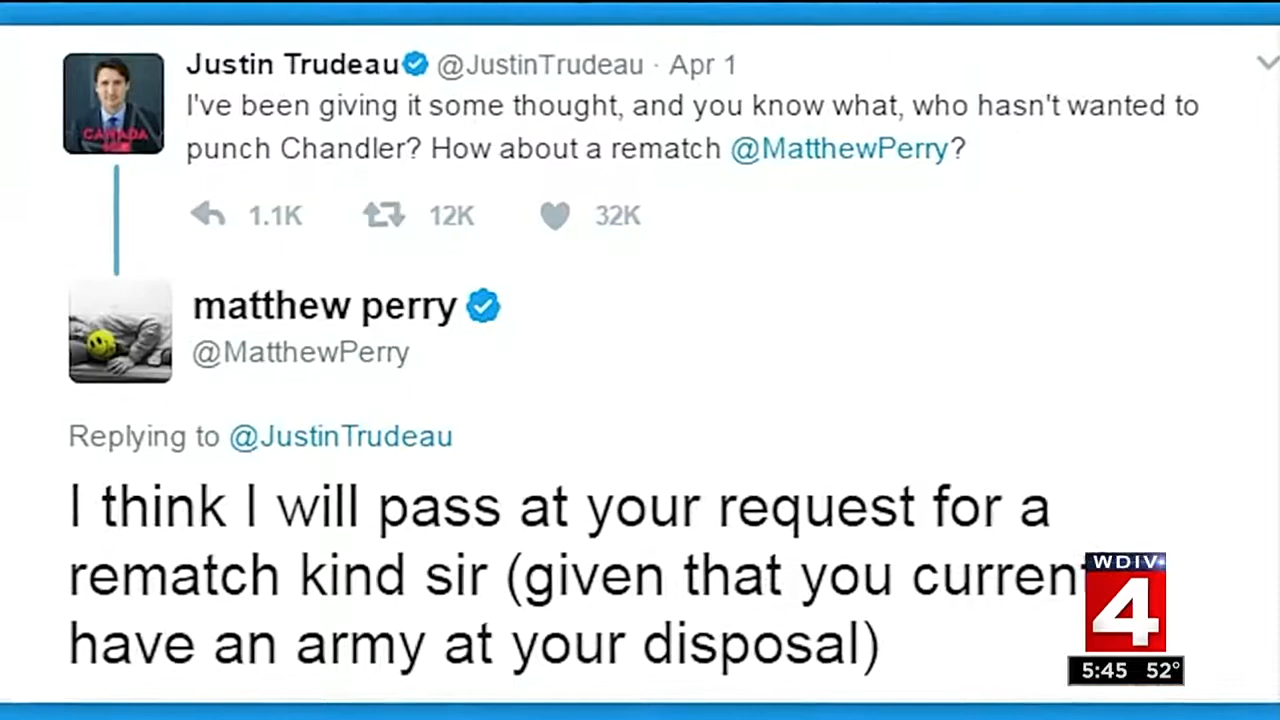 Justin Trudeau @JustinTrudeau · Apr 1
I've been giving it some thought, and you know what, who hasn't wanted to
punch Chandler? How about a rematch @MatthewPerry?
1.1K 12K 32K
CANADA
matthew perry
@MatthewPerry
Replying to @JustinTrudeau
I think I will pass at your request for a
rematch kind sir (given that you curren
have an army at your disposal)
WDIV
4
5:45 52°